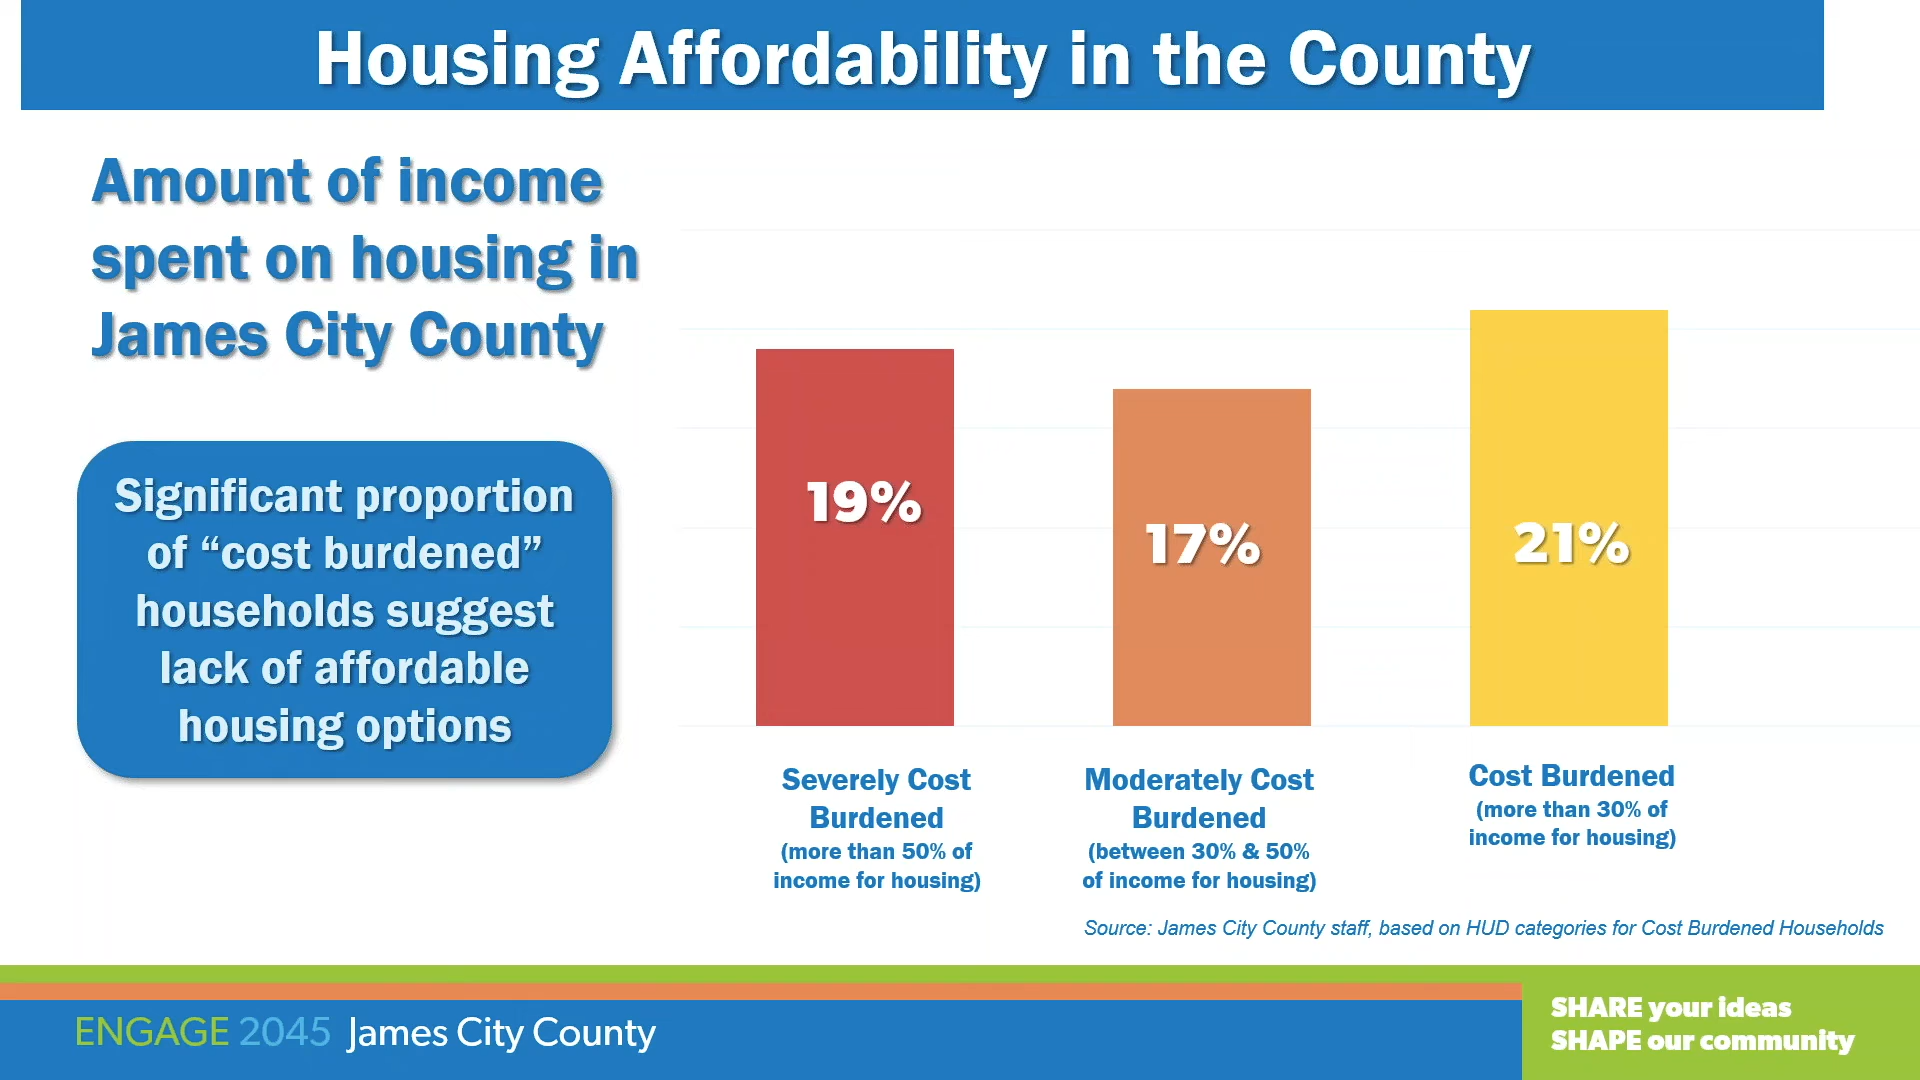 Housing Affordability in the County
Amount of income
spent on housing in
James City County
Significant proportion
of “cost burdened”
households suggest
lack of affordable
housing options
19%
17%
21%
Severely Cost
Burdened
(more than 50% of
income for housing)
Moderately Cost
Burdened
(between 30% & 50%
of income for housing)
Cost Burdened
(more than 30% of
income for housing)
Source: James City County staff, based on HUD categories for Cost Burdened Households
ENGAGE 2045 James City County
SHARE your ideas
SHAPE our community